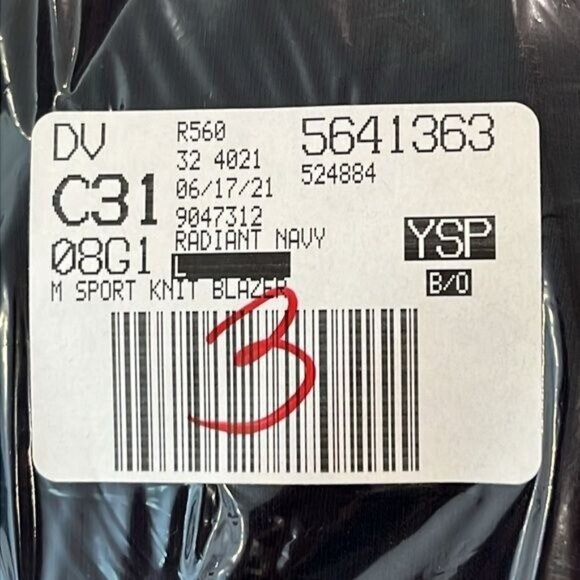 DV R560 5641363
32 4021 524884
C31 06/17/21
9047312
RADIANT NAVY YSP
08G1 L
M SPORT KNIT BLAZER B/O
3